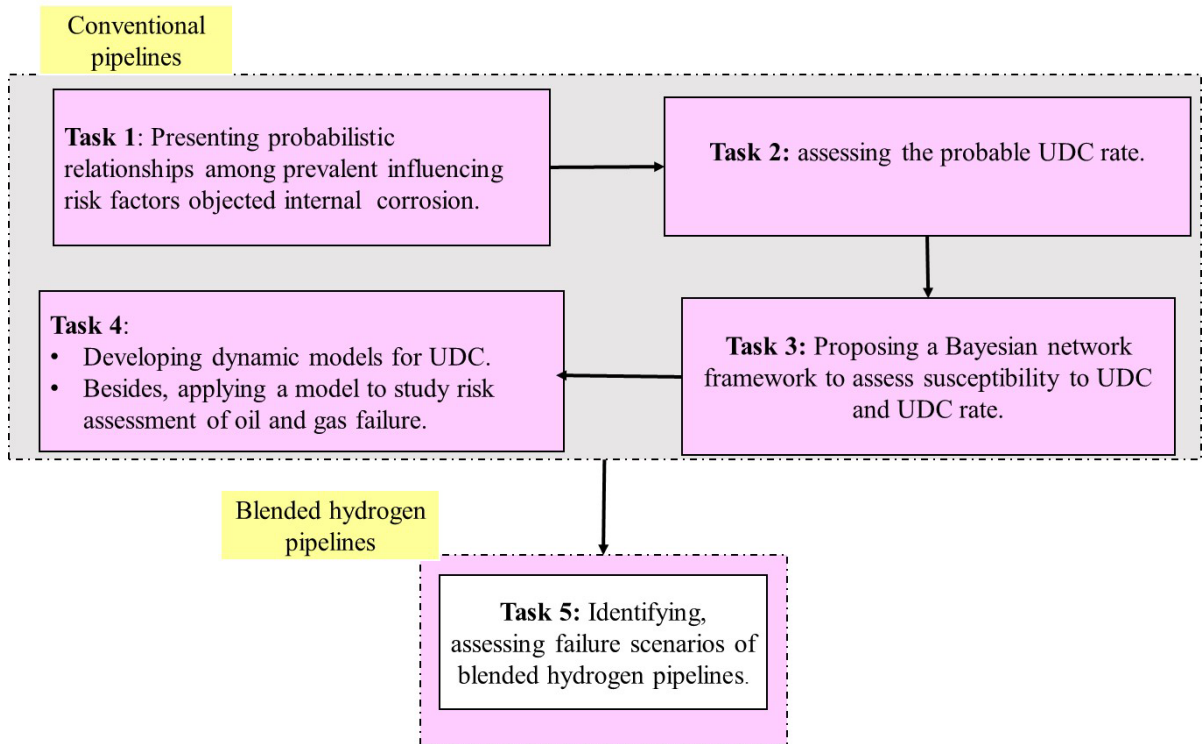 Conventional
pipelines
Task 1: Presenting probabilistic
relationships among prevalent influencing
risk factors objected internal corrosion.
Task 2: assessing the probable UDC rate.
Task 3: Proposing a Bayesian network
framework to assess susceptibility to UDC
and UDC rate.
Task 4:
• Developing dynamic models for UDC.
• Besides, applying a model to study risk
assessment of oil and gas failure.
Blended hydrogen
pipelines
Task 5: Identifying,
assessing failure scenarios of
blended hydrogen pipelines.